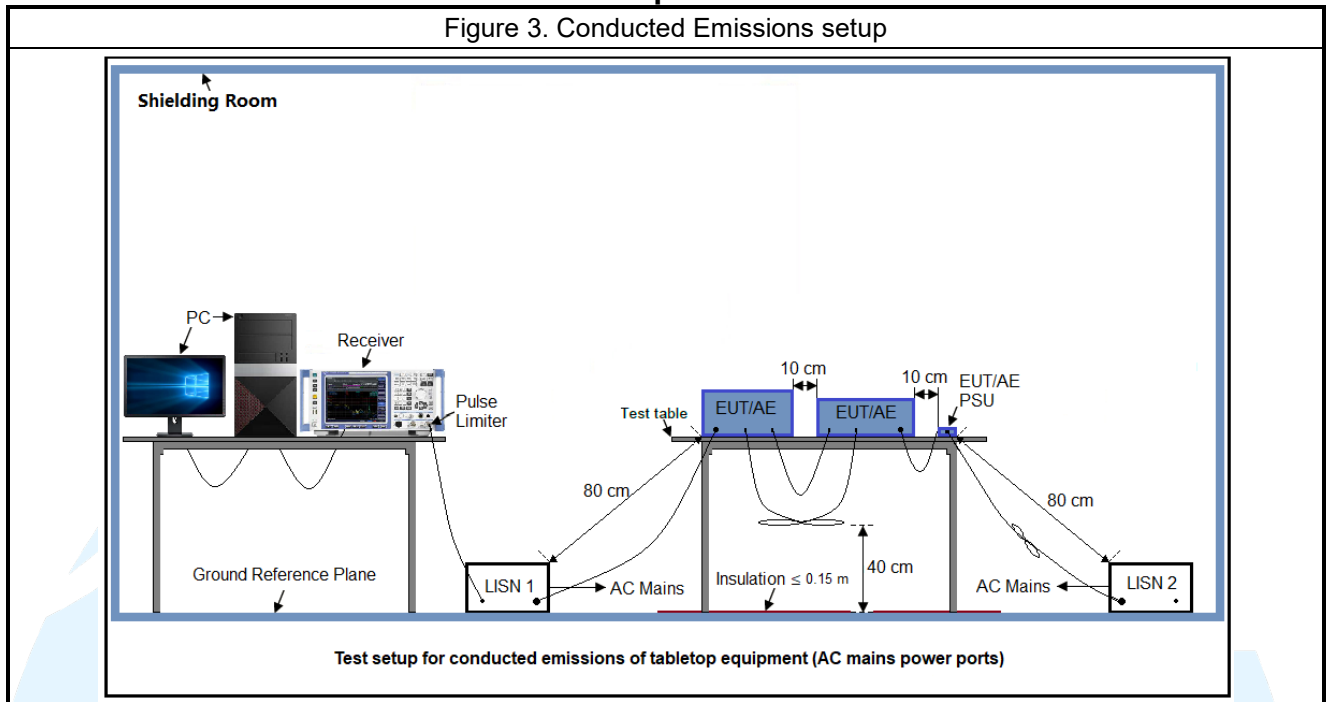 Figure 3. Conducted Emissions setup
Shielding Room
PC
Receiver
Pulse
Limiter
10 cm
10 cm
EUT/AE
PSU
Test table
EUT/AE
EUT/AE
80 cm
80 cm
Ground Reference Plane
LISN 1
AC Mains
Insulation ≤ 0.15 m
40 cm
AC Mains
LISN 2
Test setup for conducted emissions of tabletop equipment (AC mains power ports)